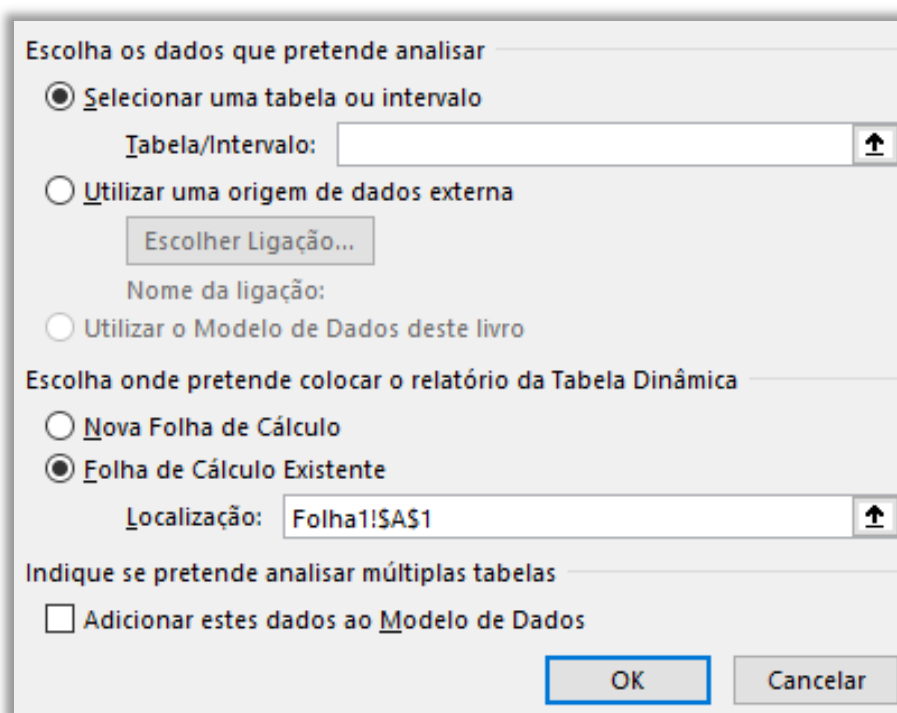 Escolha os dados que pretende analisar
Selecionar uma tabela ou intervalo
Tabela/Intervalo:
Utilizar uma origem de dados externa
Escolher Ligação...
Nome da ligação:
Utilizar o Modelo de Dados deste livro
Escolha onde pretende colocar o relatório da Tabela Dinâmica
Nova Folha de Cálculo
Folha de Cálculo Existente
Localização: Folha1!$A$1
Indique se pretende analisar múltiplas tabelas
Adicionar estes dados ao Modelo de Dados
OK Cancelar